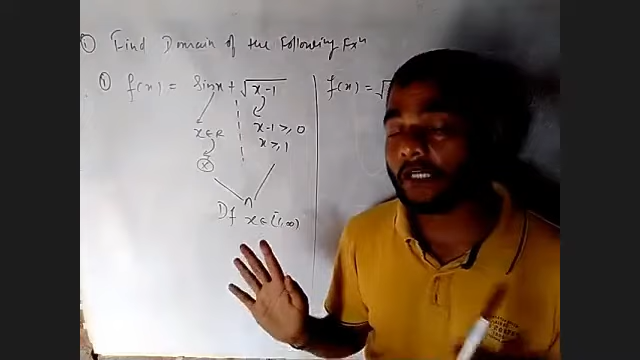 ① Find Domain of the Following Fxⁿ
① f(x) = Sinx + √x-1
x∈R
x-1 ≥ 0
x ≥ 1
∩
Df x∈[1,∞)
f(x) = √